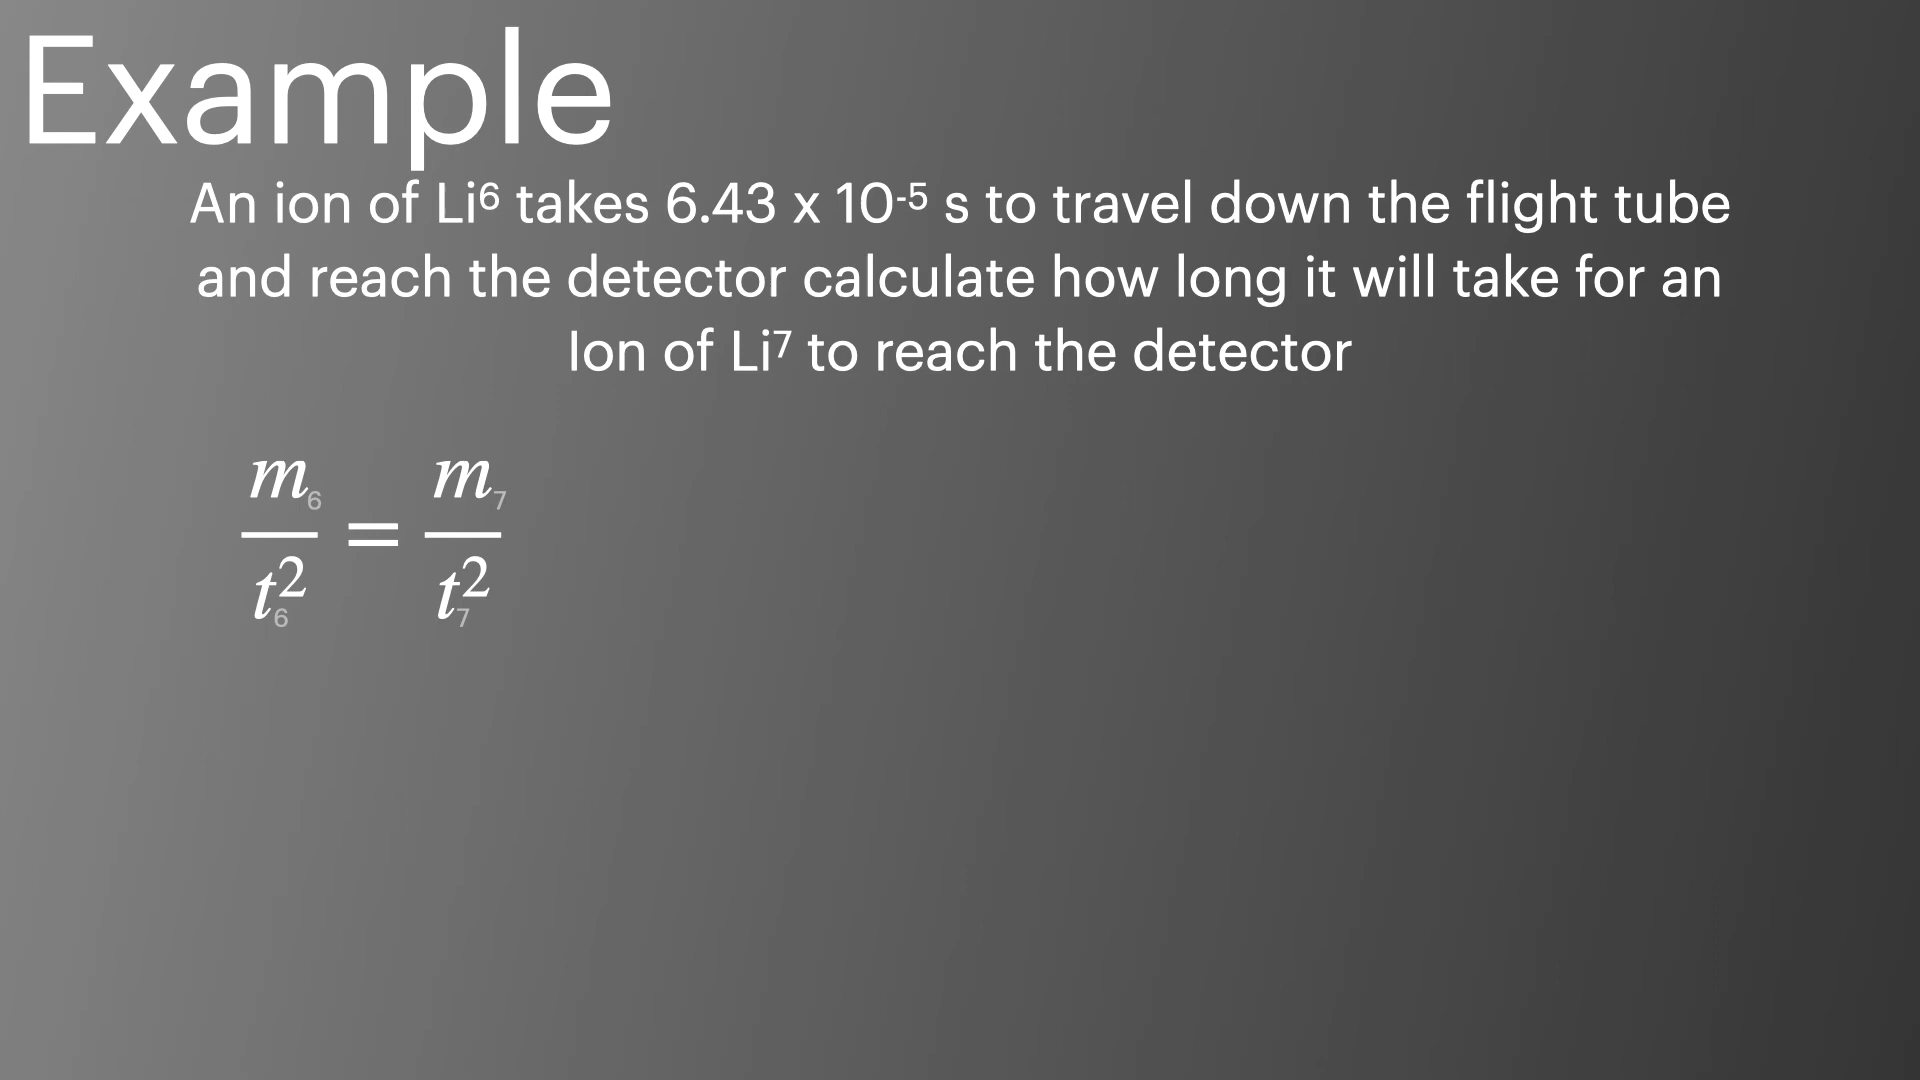 Example
An ion of Li⁶ takes 6.43 x 10⁻⁵ s to travel down the flight tube
and reach the detector calculate how long it will take for an
Ion of Li⁷ to reach the detector
m₆ / t₆² = m₇ / t₇²